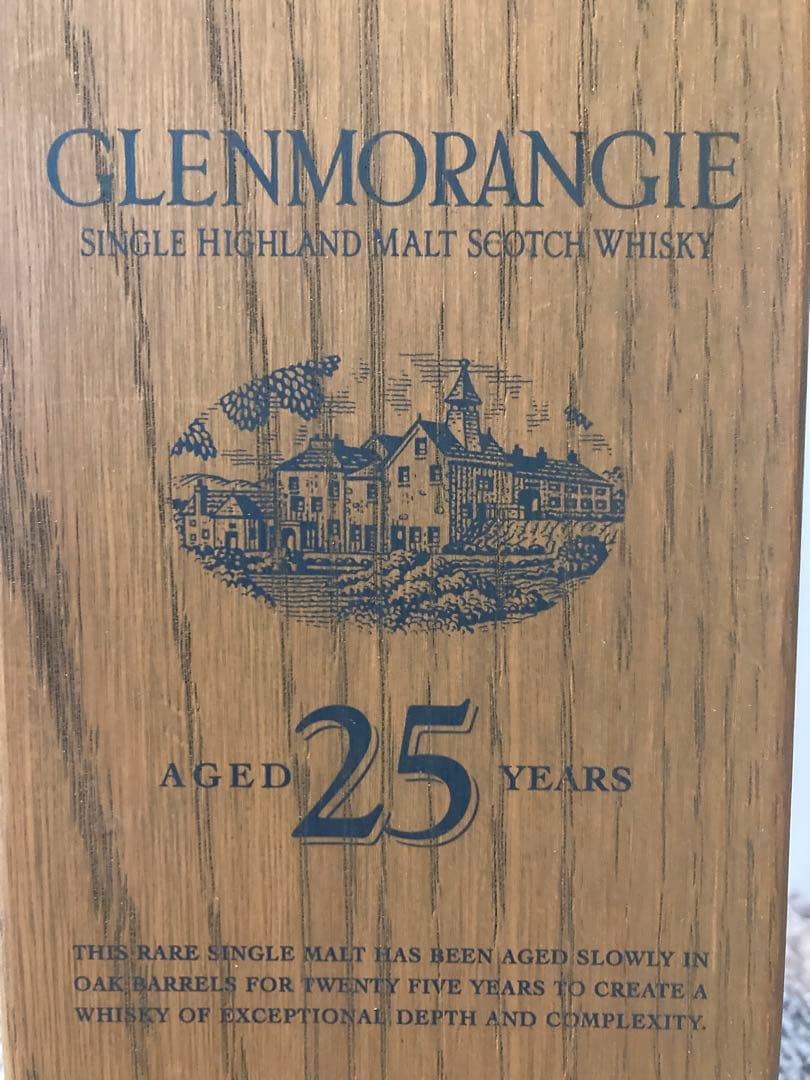 GLENMORANGIE
SINGLE HIGHLAND MALT SCOTCH WHISKY
AGED 25 YEARS
THIS RARE SINGLE MALT HAS BEEN AGED SLOWLY IN
OAK BARRELS FOR TWENTY FIVE YEARS TO CREATE A
WHISKY OF EXCEPTIONAL DEPTH AND COMPLEXITY.